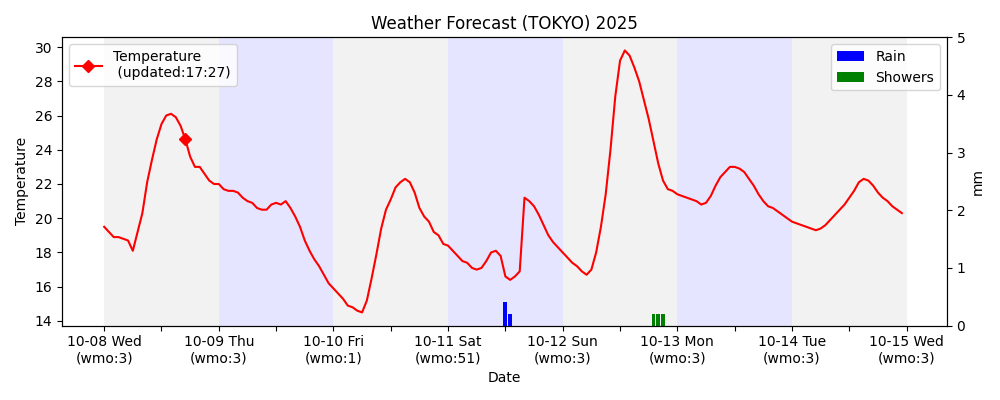 Weather Forecast (TOKYO) 2025
Temperature
(updated:17:27)
Rain
Showers
30
28
26
24
22
20
18
16
14
Temperature
5
4
3
2
1
0
mm
10-08 Wed 10-09 Thu 10-10 Fri 10-11 Sat 10-12 Sun 10-13 Mon 10-14 Tue 10-15 Wed
(wmo:3) (wmo:3) (wmo:1) (wmo:51) (wmo:3) (wmo:3) (wmo:3) (wmo:3)
Date